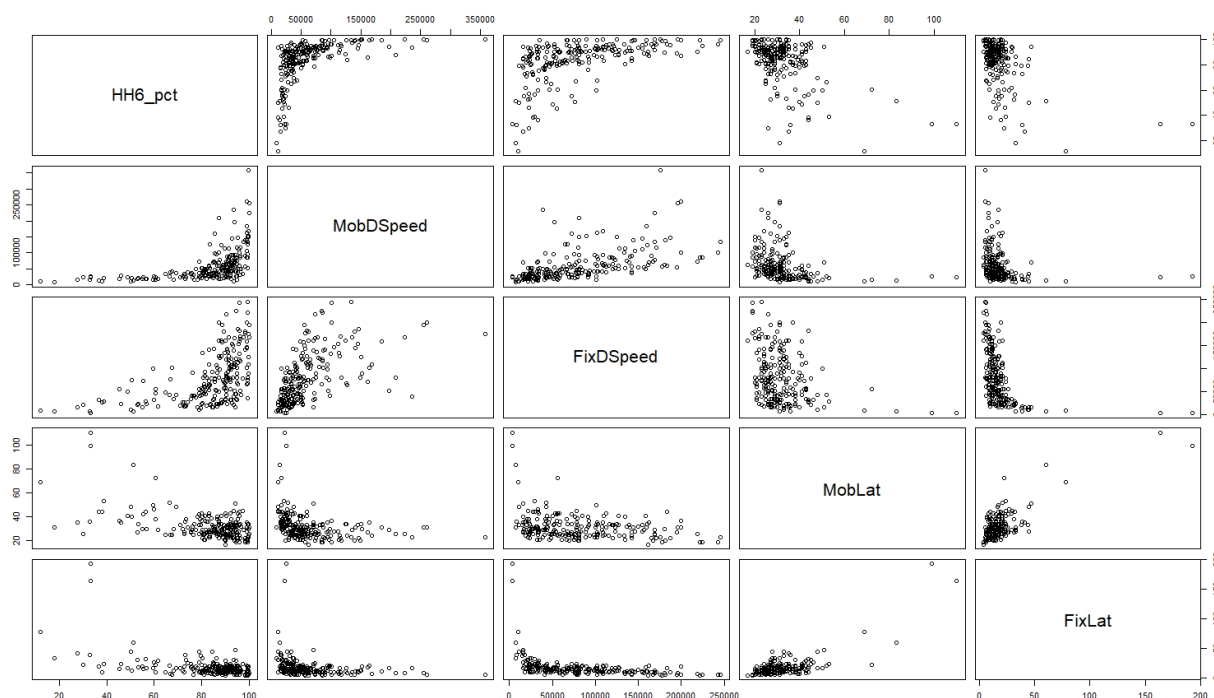 0 50000 150000 250000 350000
20 40 60 80 100
HH6_pct
0 100000 250000
MobDSpeed
FixDSpeed
20 40 60 80 100
MobLat
FixLat
20 40 60 80 100
0 50000 100000 150000 200000 250000
0 50 100 150 200